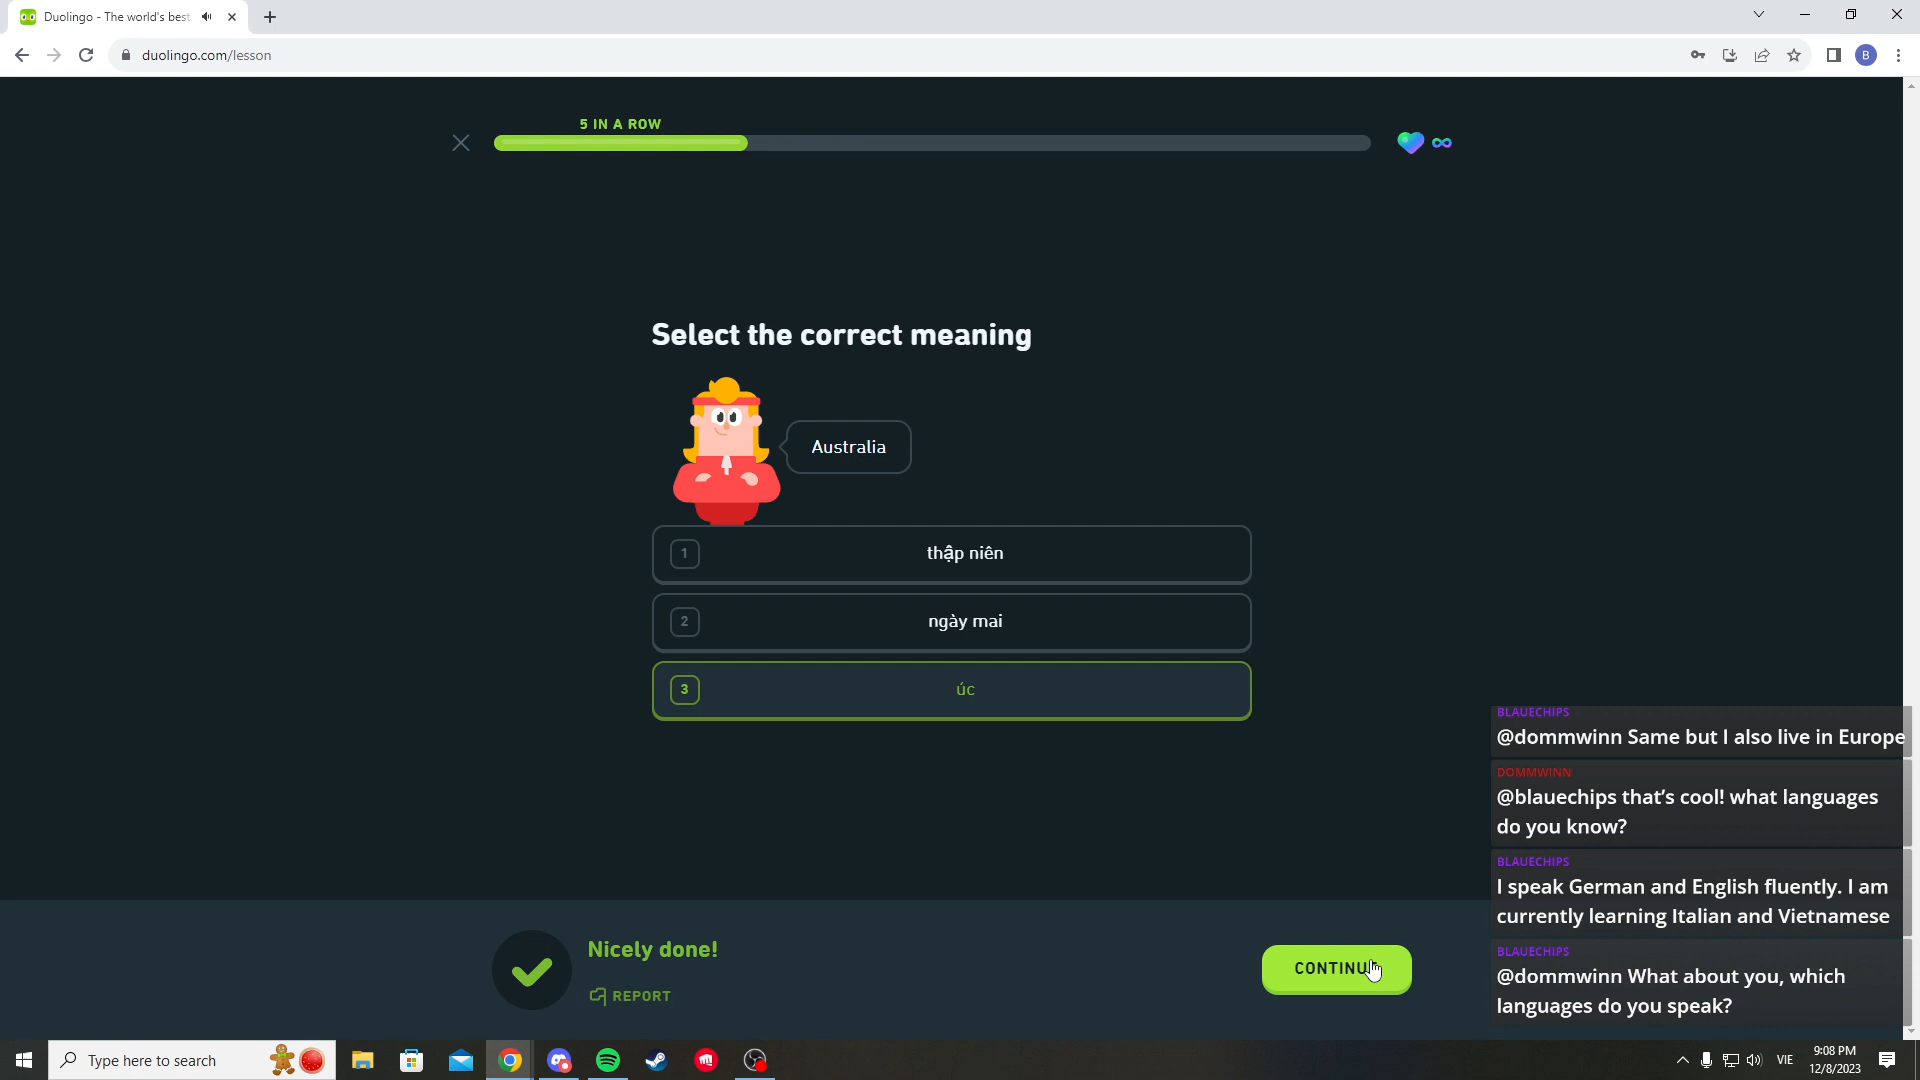 Duolingo - The world's best
duolingo.com/lesson
B
5 IN A ROW
Select the correct meaning
Australia
1
thập niên
2
ngày mai
3
úc
BLAUECHIPS
@dommwinn Same but I also live in Europe
DOMMWINN
@blauechips that's cool! what languages
do you know?
BLAUECHIPS
I speak German and English fluently. I am
currently learning Italian and Vietnamese
BLAUECHIPS
@dommwinn What about you, which
languages do you speak?
Nicely done!
REPORT
CONTINUE
Type here to search
VIE
9:08 PM
12/8/2023